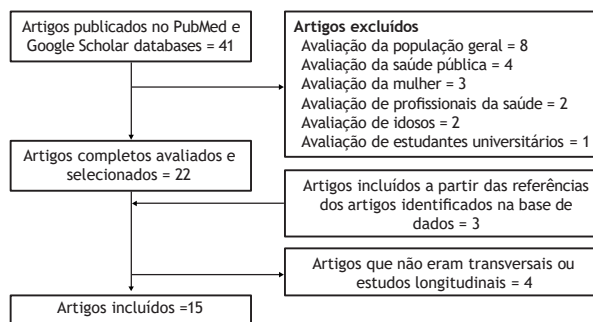 Artigos publicados no PubMed e
Google Scholar databases = 41
Artigos excluídos
Avaliação da população geral = 8
Avaliação da saúde pública = 4
Avaliação da mulher = 3
Avaliação de profissionais da saúde = 2
Avaliação de idosos = 2
Avaliação de estudantes universitários = 1
Artigos completos avaliados e
selecionados = 22
Artigos incluídos a partir das referências
dos artigos identificados na base de
dados = 3
Artigos que não eram transversais ou
estudos longitudinais = 4
Artigos incluídos =15